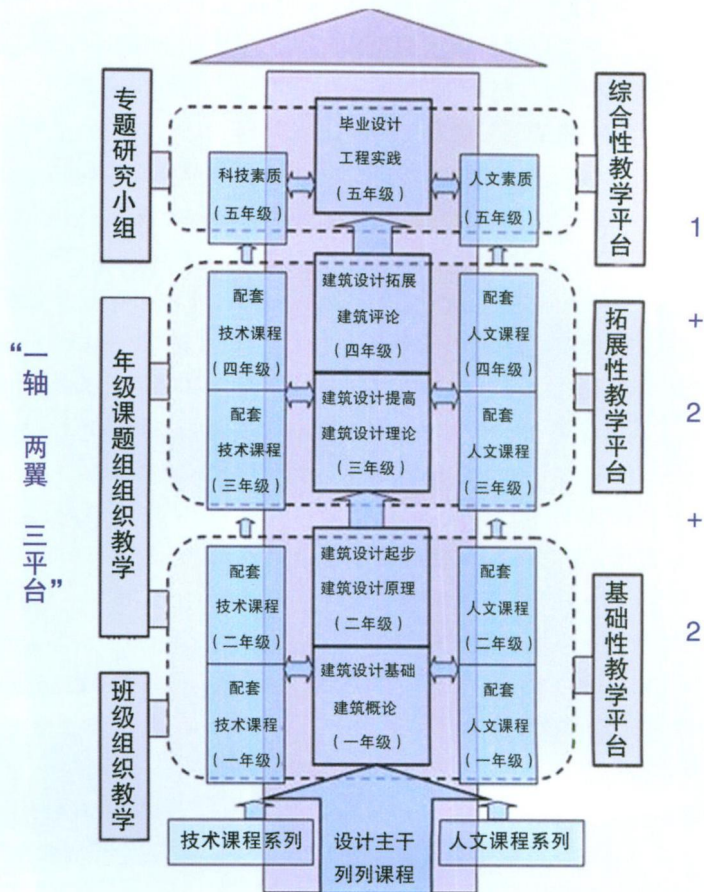 专题研究小组
毕业设计
工程实践
(五年级)
科技素质
(五年级)
人文素质
(五年级)
综合性教学平台
1
建筑设计拓展
建筑评论
(四年级)
配套
技术课程
(四年级)
配套
人文课程
(四年级)
+
年级课题组组织教学
拓展性教学平台
“一轴 两翼 三平台”
建筑设计提高
建筑设计理论
(三年级)
配套
技术课程
(三年级)
配套
人文课程
(三年级)
2
+
建筑设计起步
建筑设计原理
(二年级)
配套
技术课程
(二年级)
配套
人文课程
(二年级)
基础性教学平台
2
班级组织教学
建筑设计基础
建筑概论
(一年级)
配套
技术课程
(一年级)
配套
人文课程
(一年级)
技术课程系列
设计主干
列列课程
人文课程系列